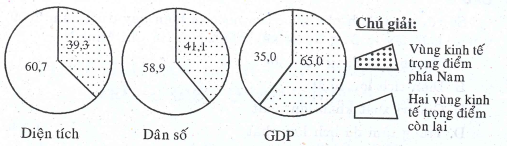 39,3
60,7
41,1
58,9
35,0
65,0
Diện tích
Dân số
GDP
Chú giải:
Vùng kinh tế
trọng điểm
phía Nam
Hai vùng kinh
tế trọng điểm
còn lại